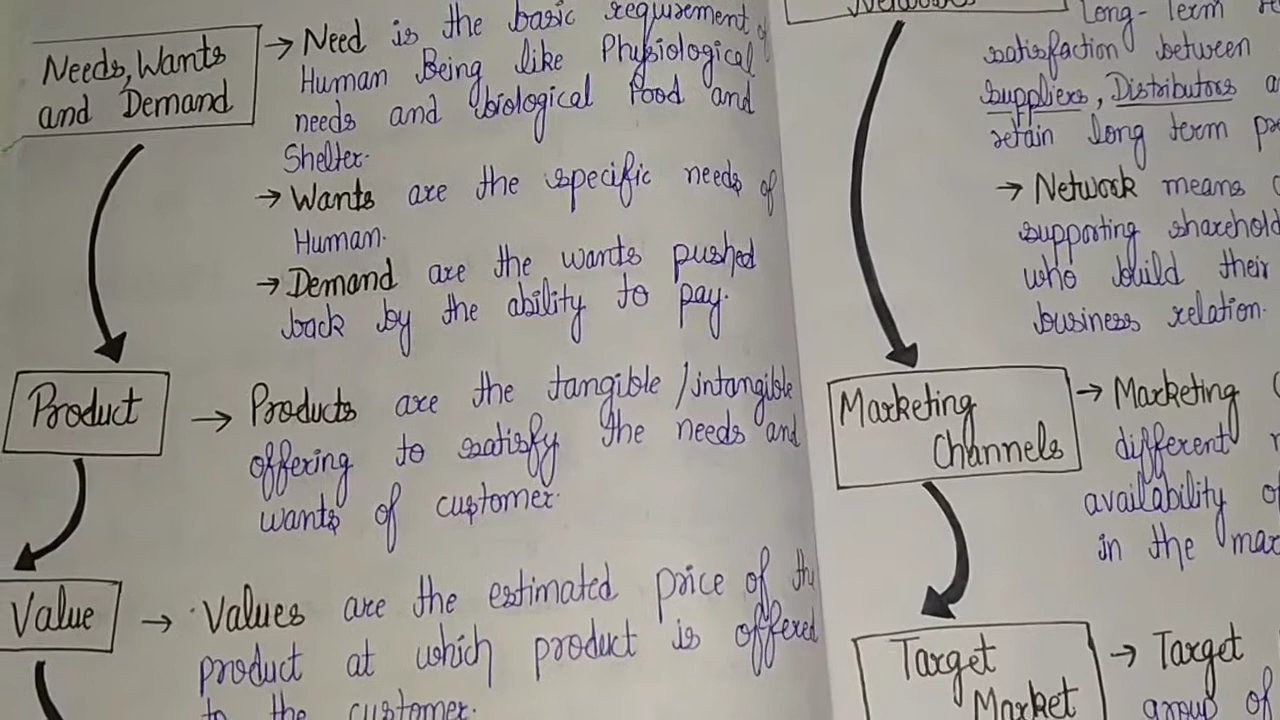 Needs, Wants
and Demand
→ Need is the basic requirement of
Human Being like Physiological
needs and biological Food and
Shelter.
→ Wants are the specific needs of
Human.
→ Demand are the wants pushed
back by the ability to pay.
Product
→ Products are the tangible / intangible
offering to satisfy the needs and
wants of customer.
Value
→ Values are the estimated price of the
product at which product is offered
to the customer.
Long-Term
satisfaction between
suppliers, Distributors
retain long term
→ Network means
supporting
who build their
business relation.
Marketing
Channels
→ Marketing
different
availability of
in the
Target
Market
→ Target
group of